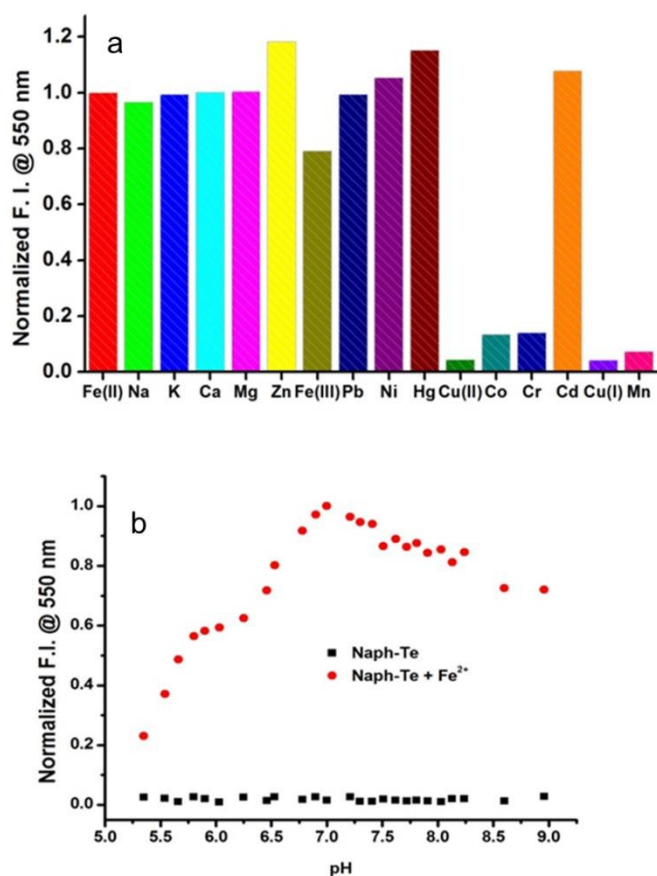 a
Normalized F. I. @ 550 nm
1.2
1.0
0.8
0.6
0.4
0.2
0.0
Fe(II) Na K Ca Mg Zn Fe(III) Pb Ni Hg Cu(II) Co Cr Cd Cu(I) Mn
b
Normalized F.I. @ 550 nm
1.0
0.8
0.6
0.4
0.2
0.0
Naph-Te
Naph-Te + Fe²⁺
5.0 5.5 6.0 6.5 7.0 7.5 8.0 8.5 9.0
pH